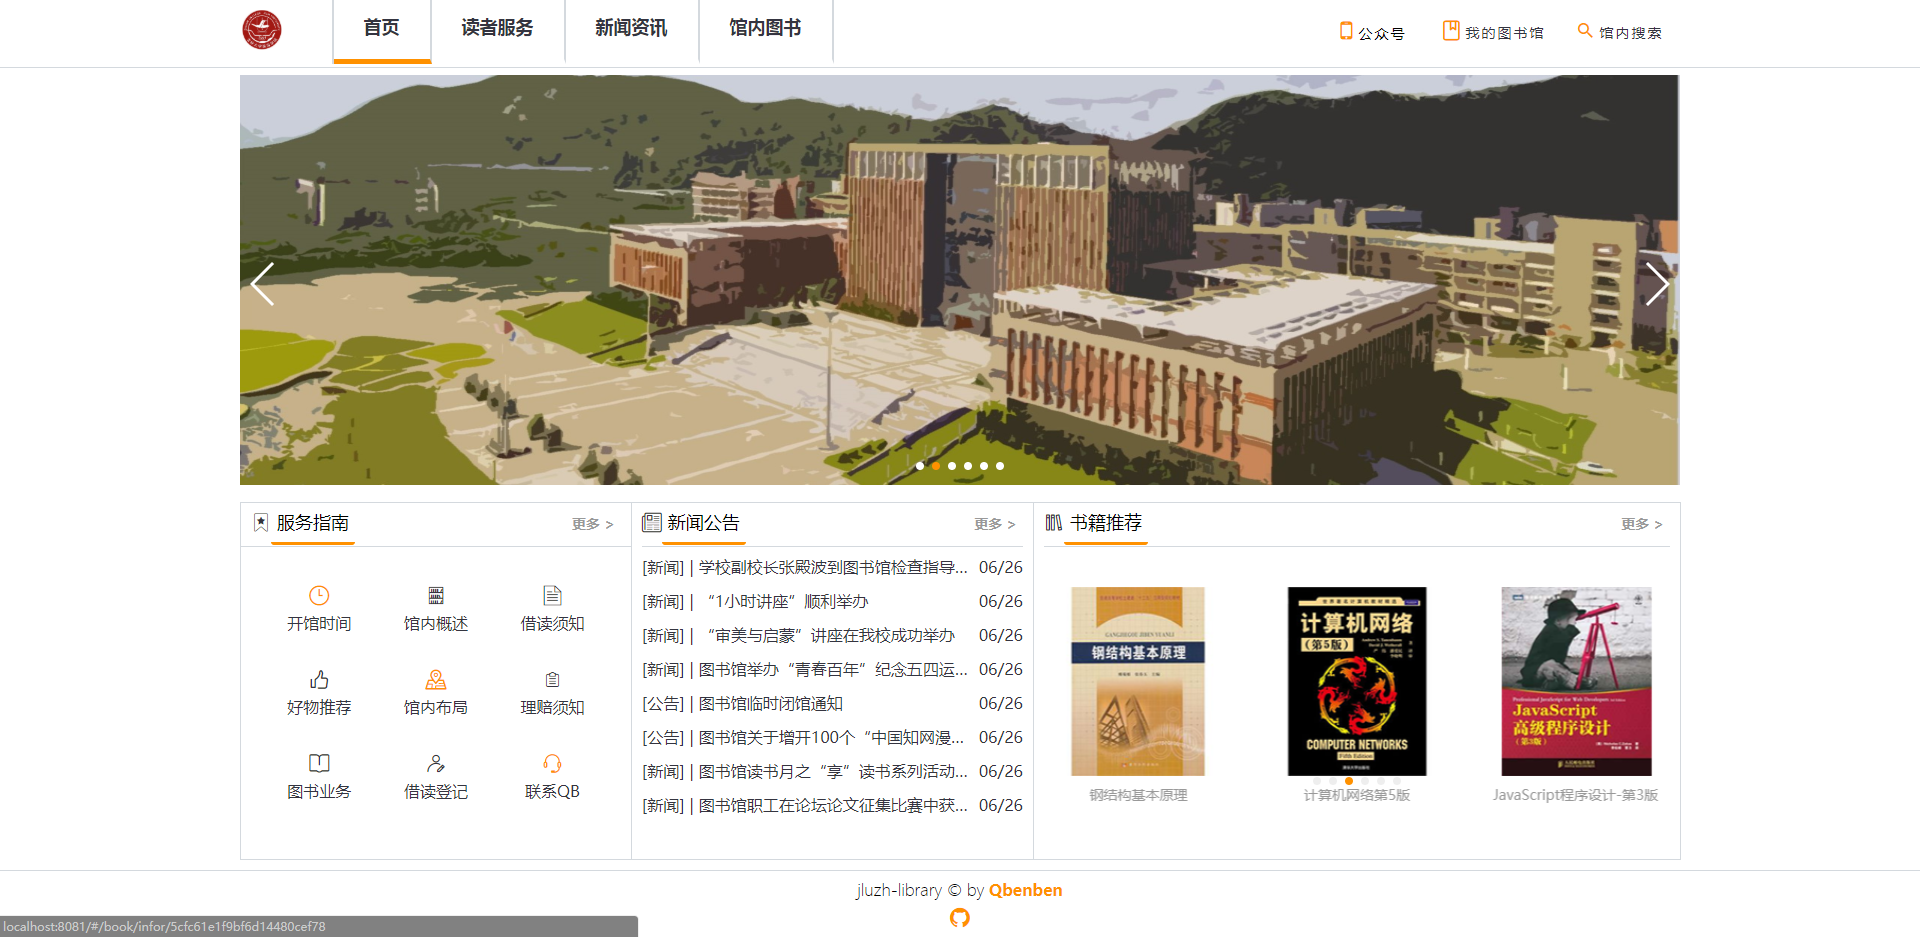 首页
读者服务
新闻资讯
馆内图书
公众号
我的图书馆
馆内搜索
服务指南
更多 >
开馆时间
馆内概述
借读须知
好物推荐
馆内布局
理赔须知
图书业务
借读登记
联系QB
新闻公告
更多 >
[新闻] | 学校副校长张殿波到图书馆检查指导... 06/26
[新闻] | “1小时讲座”顺利举办 06/26
[新闻] | “审美与启蒙”讲座在我校成功举办 06/26
[新闻] | 图书馆举办“青春百年”纪念五四运... 06/26
[公告] | 图书馆临时闭馆通知 06/26
[公告] | 图书馆关于增开100个“中国知网漫... 06/26
[新闻] | 图书馆读书月之“享”读书系列活动... 06/26
[新闻] | 图书馆职工在论坛论文征集比赛中获... 06/26
书籍推荐
更多 >
GANGJIEGOU JIBEN YUANLI
钢结构基本原理
钢结构基本原理
计算机网络
（第5版）
COMPUTER NETWORKS
Fifth Edition
计算机网络第5版
Professional JavaScript for Web Developers
JavaScript
高级程序设计
（第3版）
JavaScript程序设计-第3版
jluzh-library © by Qbenben
localhost:8081/#/book/infor/5cfc61e1f9bf6d14480cef78